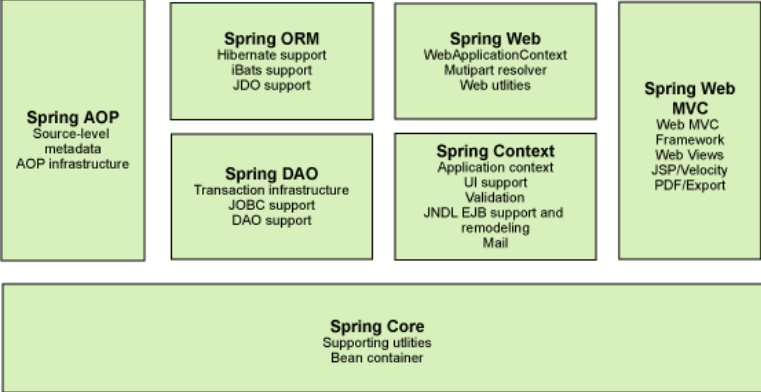 Spring AOP
Source-level
metadata
AOP infrastructure
Spring ORM
Hibernate support
iBats support
JDO support
Spring DAO
Transaction infrastructure
JOBC support
DAO support
Spring Web
WebApplicationContext
Mutipart resolver
Web utlities
Spring Context
Application context
UI support
Validation
JNDL EJB support and
remodeling
Mail
Spring Web
MVC
Web MVC
Framework
Web Views
JSP/Velocity
PDF/Export
Spring Core
Supporting utlities
Bean container